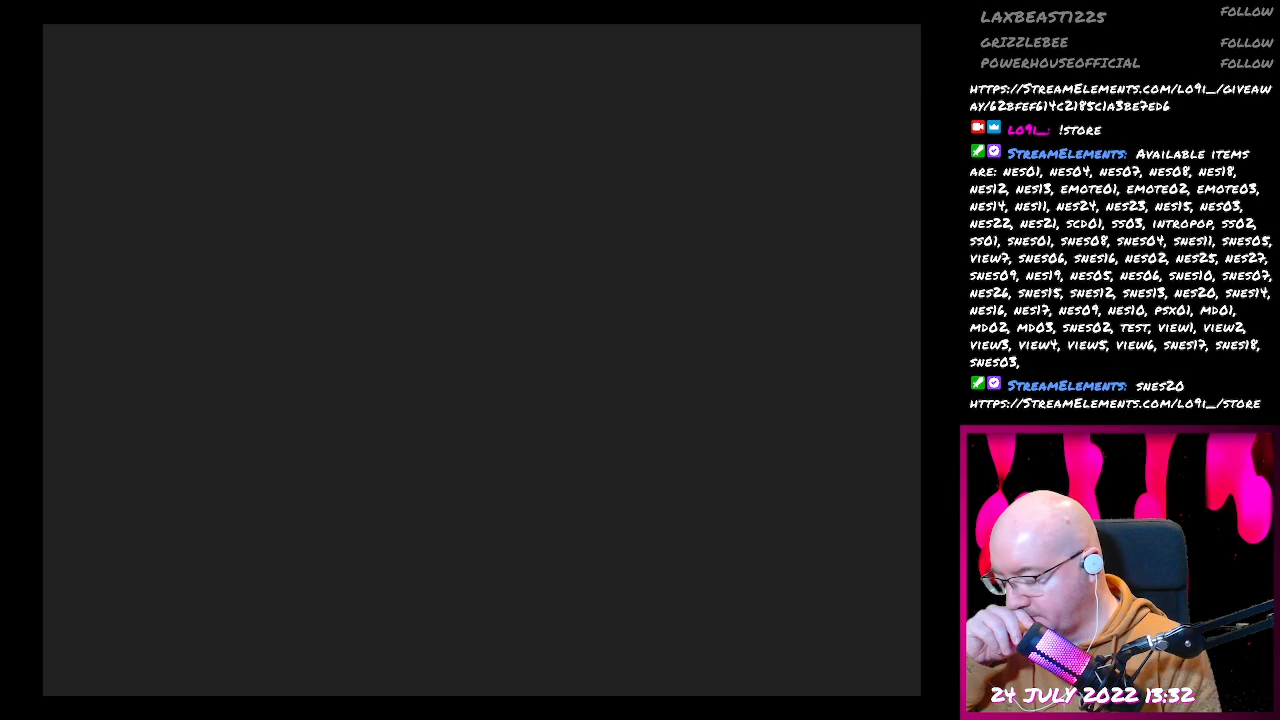 LAXBEAST1225 FOLLOW
GRIZZLEBEE FOLLOW
POWERHOUSEOFFICIAL FOLLOW
HTTPS://STREAMELEMENTS.COM/LO9I_/GIVEAW
AY/62BFEF614C2185C1A3BE7ED6
LO9I_: !STORE
STREAMELEMENTS: AVAILABLE ITEMS
ARE: NES01, NES04, NES07, NES08, NES18,
NES12, NES13, EMOTE01, EMOTE02, EMOTE03,
NES14, NES11, NES24, NES23, NES15, NES03,
NES22, NES21, SCD01, SS03, INTROPOP, SS02,
SS01, SNES01, SNES08, SNES04, SNES11, SNES05,
VIEW7, SNES06, SNES16, NES02, NES25, NES27,
SNES09, NES19, NES05, NES06, SNES10, SNES07,
NES26, SNES15, SNES12, SNES13, NES20, SNES14,
NES16, NES17, NES09, NES10, PSX01, MD01,
MD02, MD03, SNES02, TEST, VIEW1, VIEW2,
VIEW3, VIEW4, VIEW5, VIEW6, SNES17, SNES18,
SNES03,
STREAMELEMENTS: SNES20
HTTPS://STREAMELEMENTS.COM/LO9I_/STORE
24 JULY 2022 13:32